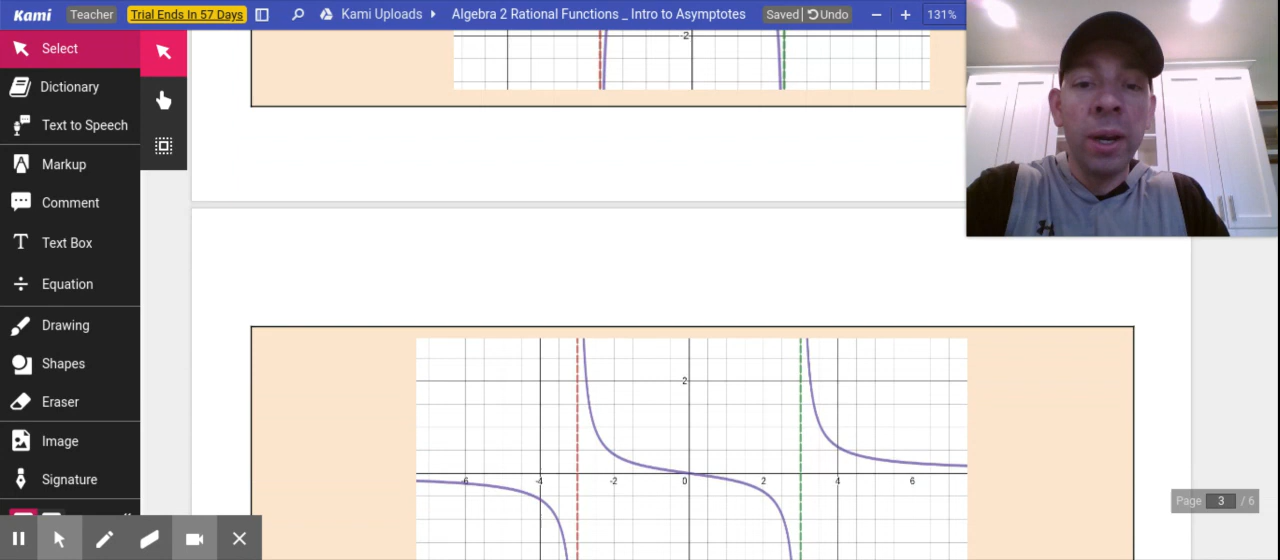 Kami Teacher Trial Ends In 57 Days Kami Uploads Algebra 2 Rational Functions _ Intro to Asymptotes Saved Undo 131%
Select
Dictionary
Text to Speech
Markup
Comment
Text Box
Equation
Drawing
Shapes
Eraser
Image
Signature
2
2
-6 -4 -2 0 2 4 6
Page 3 / 6